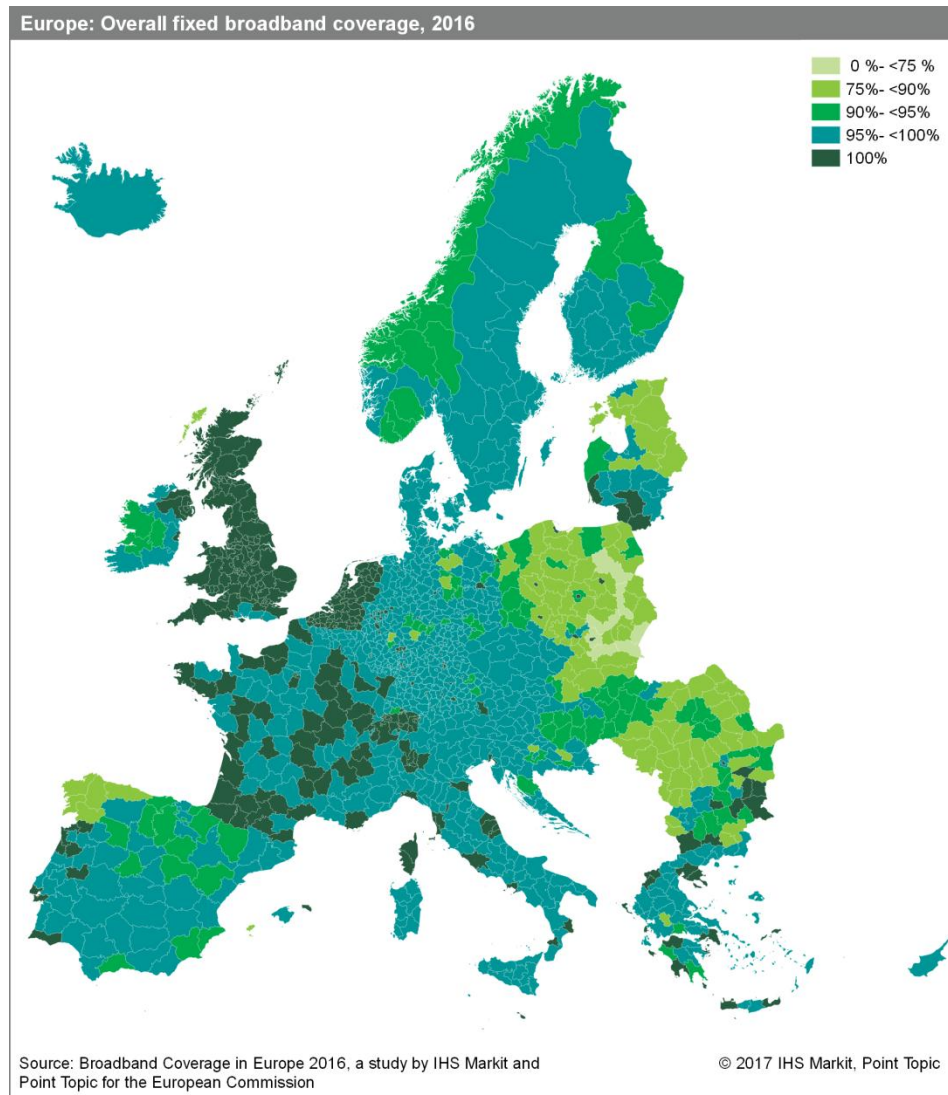 Europe: Overall fixed broadband coverage, 2016
0 %- <75 %
75%- <90%
90%- <95%
95%- <100%
100%
Source: Broadband Coverage in Europe 2016, a study by IHS Markit and
Point Topic for the European Commission
© 2017 IHS Markit, Point Topic